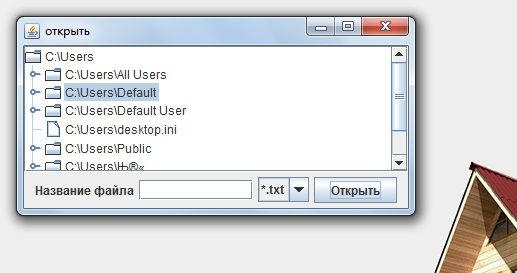 открыть
C:\Users
C:\Users\All Users
C:\Users\Default
C:\Users\Default User
C:\Users\desktop.ini
C:\Users\Public
C:\Users\Њ®«
Название файла *.txt Открыть